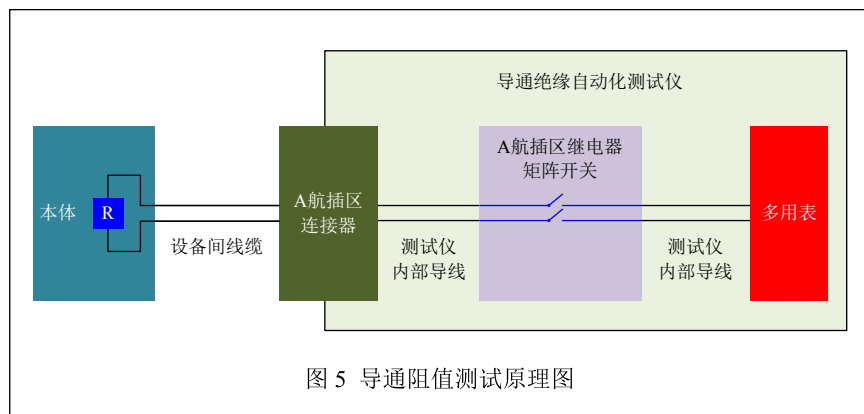 导通绝缘自动化测试仪
A航插区继电器
矩阵开关
本体
R
A航插区
连接器
多用表
设备间线缆
测试仪
内部导线
测试仪
内部导线
图 5 导通阻值测试原理图